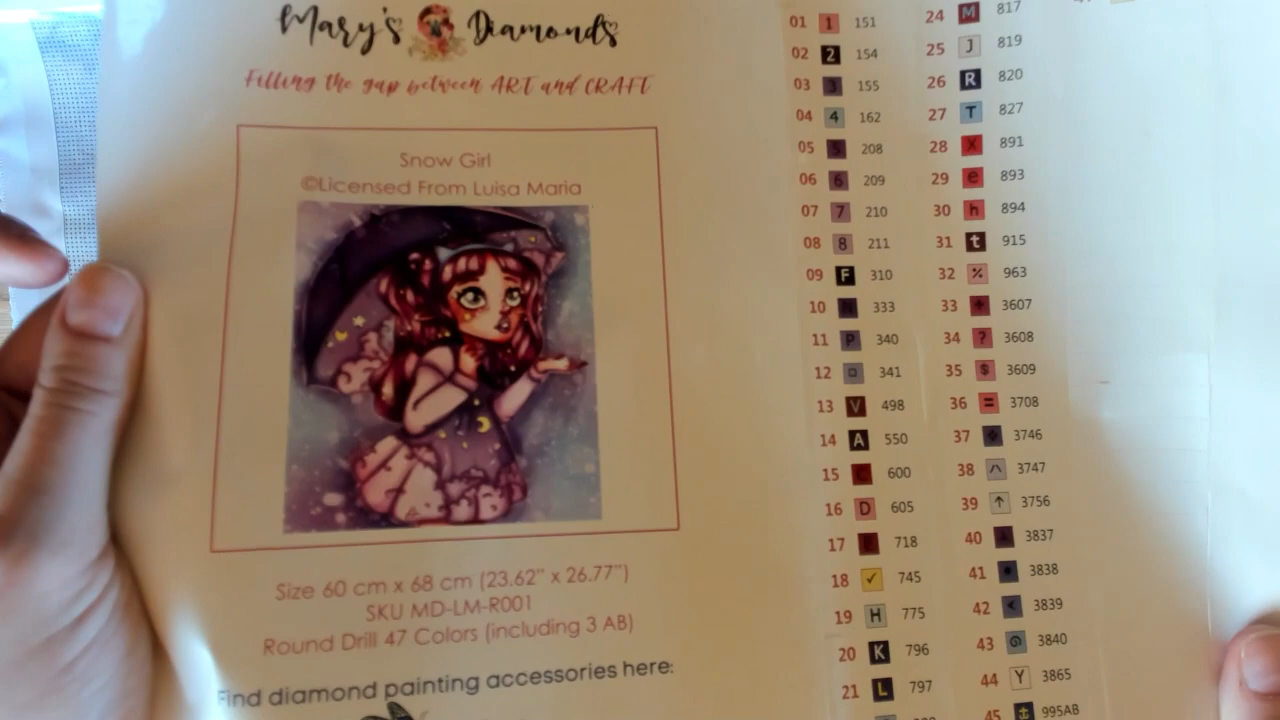 Mary's Diamonds
Filling the gap between ART and CRAFT
Snow Girl
©Licensed From Luisa Maria
Size 60 cm x 68 cm (23.62" x 26.77")
SKU MD-LM-R001
Round Drill 47 Colors (including 3 AB)
Find diamond painting accessories here:
01 1 151
02 2 154
03 3 155
04 4 162
05 5 208
06 6 209
07 7 210
08 8 211
09 F 310
10 N 333
11 P 340
12 341
13 V 498
14 A 550
15 C 600
16 D 605
17 E 718
18 ✓ 745
19 H 775
20 K 796
21 L 797
24 M 817
25 J 819
26 R 820
27 T 827
28 X 891
29 e 893
30 h 894
31 t 915
32 % 963
33 3607
34 ? 3608
35 $ 3609
36 = 3708
37 3746
38 3747
39 ↑ 3756
40 3837
41 3838
42 3839
43 3840
44 Y 3865
45 995AB